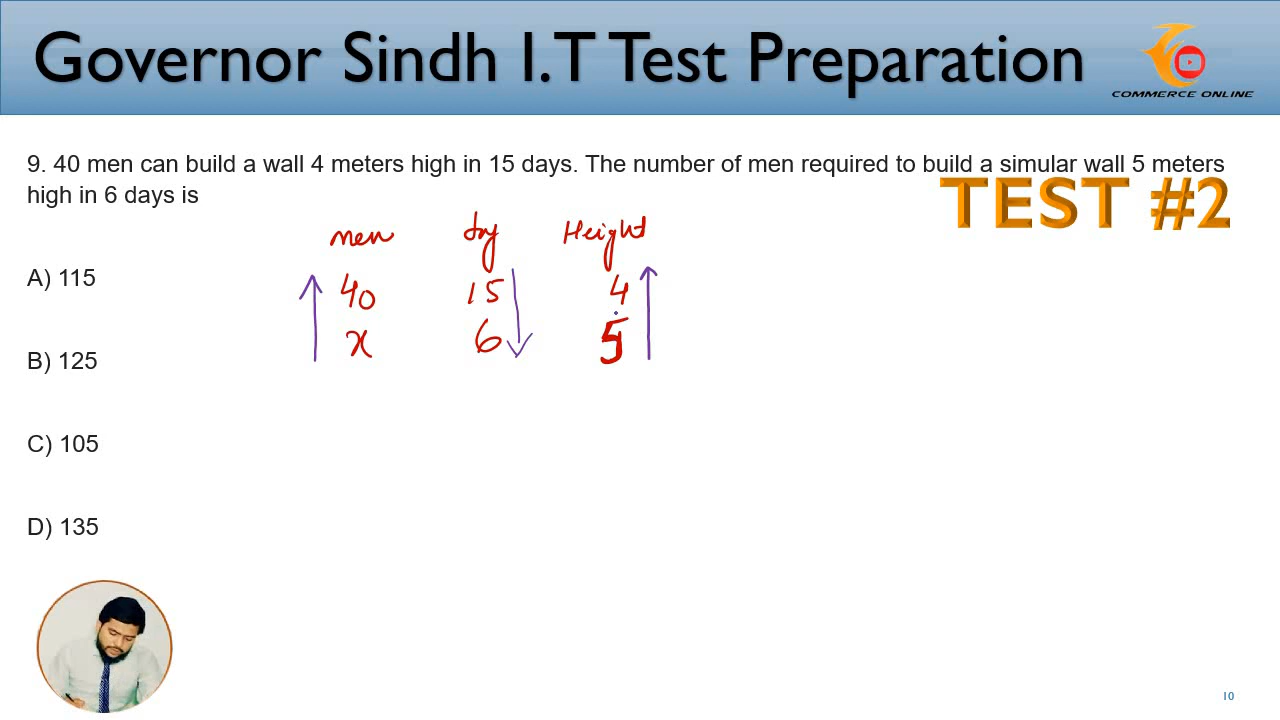 Governor Sindh I.T Test Preparation
COMMERCE ONLINE
9. 40 men can build a wall 4 meters high in 15 days. The number of men required to build a simular wall 5 meters
high in 6 days is
TEST #2
men day Height
A) 115
40 15 4
x 6 5
B) 125
C) 105
D) 135
10